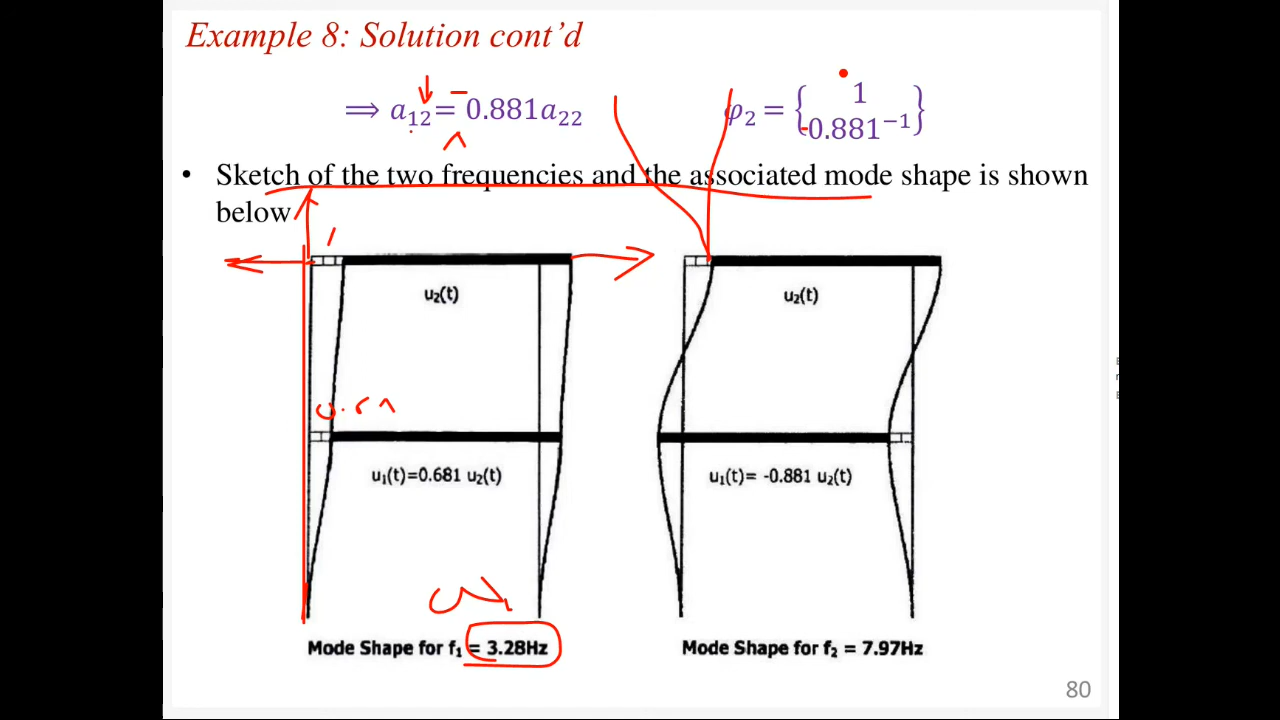 Example 8: Solution cont'd
⟹ a₁₂ = 0.881a₂₂
φ₂ = { 1
-0.881⁻¹ }
• Sketch of the two frequencies and the associated mode shape is shown
below
1
u₂(t)
u₂(t)
u₁(t)=0.681 u₂(t)
u₁(t)= -0.881 u₂(t)
ω₁
Mode Shape for f₁ = 3.28Hz
Mode Shape for f₂ = 7.97Hz
80